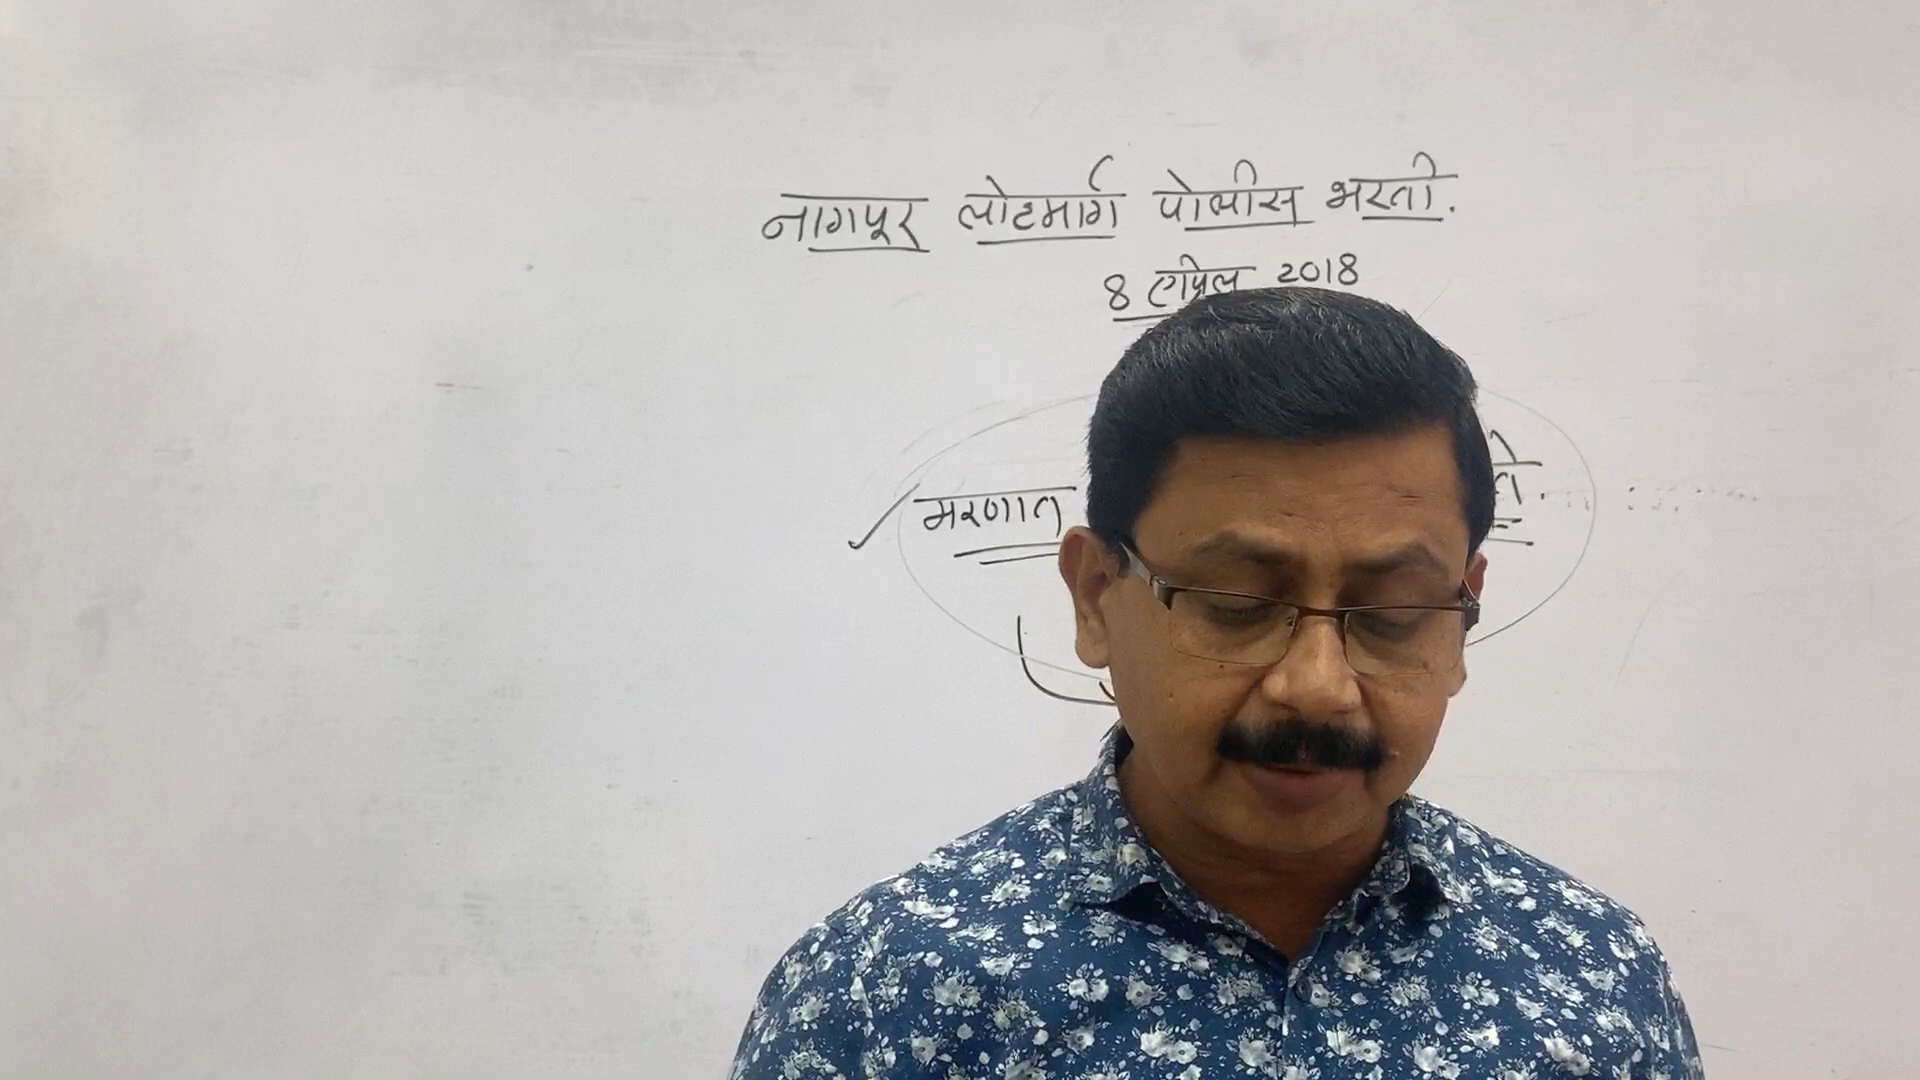 नागपूर लोहमार्ग पोलीस भरती.
8 एप्रिल 2018
मरणात